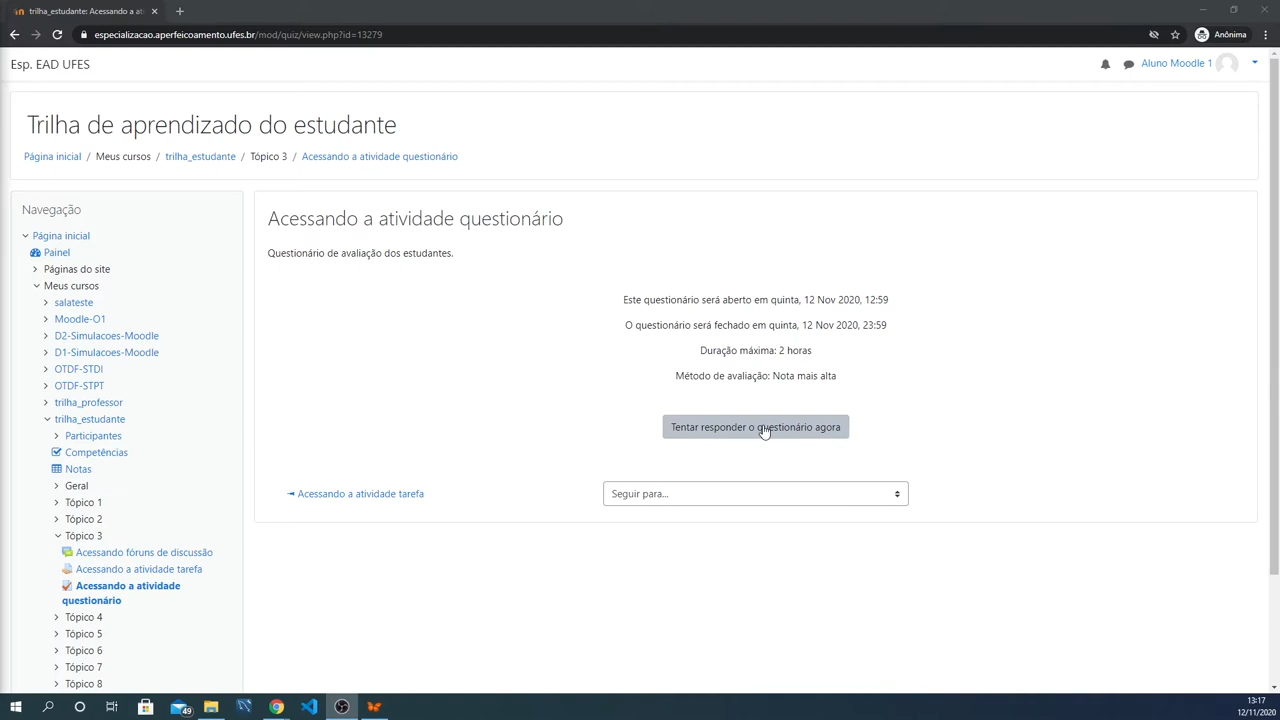 trilha_estudante: Acessando a at
especializacao.aperfeicoamento.ufes.br/mod/quiz/view.php?id=13279
Anônima
Esp. EAD UFES
Aluno Moodle 1
Trilha de aprendizado do estudante
Página inicial / Meus cursos / trilha_estudante / Tópico 3 / Acessando a atividade questionário
Navegação
Página inicial
Painel
Páginas do site
Meus cursos
salateste
Moodle-O1
D2-Simulacoes-Moodle
D1-Simulacoes-Moodle
OTDF-STDI
OTDF-STPT
trilha_professor
trilha_estudante
Participantes
Competências
Notas
Geral
Tópico 1
Tópico 2
Tópico 3
Acessando fóruns de discussão
Acessando a atividade tarefa
Acessando a atividade
questionário
Tópico 4
Tópico 5
Tópico 6
Tópico 7
Tópico 8
Acessando a atividade questionário
Questionário de avaliação dos estudantes.
Este questionário será aberto em quinta, 12 Nov 2020, 12:59
O questionário será fechado em quinta, 12 Nov 2020, 23:59
Duração máxima: 2 horas
Método de avaliação: Nota mais alta
Tentar responder o questionário agora
◄ Acessando a atividade tarefa
Seguir para...
49
13:17
12/11/2020